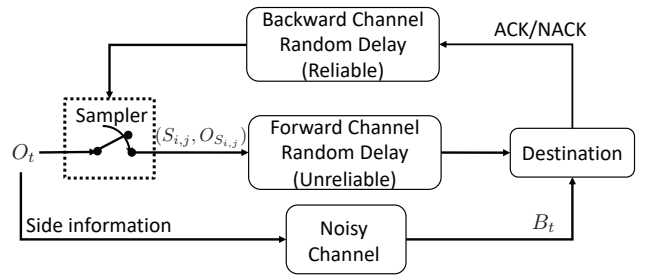 Backward Channel
Random Delay
(Reliable)
ACK/NACK
Sampler
$O_t$
$(S_{i,j}, O_{S_{i,j}})$
Forward Channel
Random Delay
(Unreliable)
Destination
Side information
Noisy
Channel
$B_t$